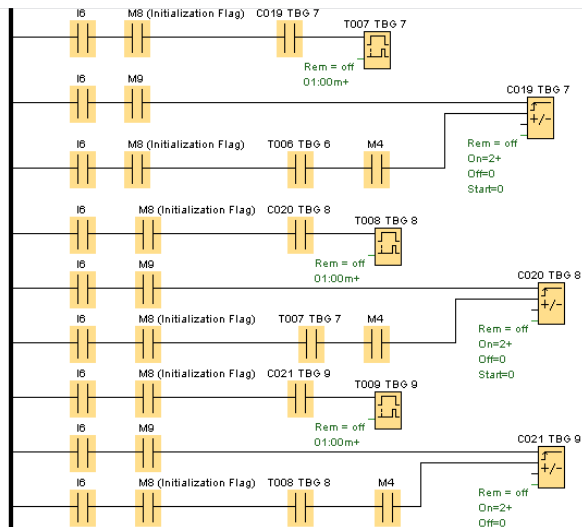 I6 M8 (Initialization Flag) C019 TBG 7 T007 TBG 7
Rem = off
01:00m+
I6 M9 C019 TBG 7
+/-
Rem = off
On=2+
Off=0
Start=0
I6 M8 (Initialization Flag) T006 TBG 6 M4
I6 M8 (Initialization Flag) C020 TBG 8 T008 TBG 8
Rem = off
01:00m+
I6 M9 C020 TBG 8
+/-
Rem = off
On=2+
Off=0
Start=0
I6 M8 (Initialization Flag) T007 TBG 7 M4
I6 M8 (Initialization Flag) C021 TBG 9 T009 TBG 9
Rem = off
01:00m+
I6 M9 C021 TBG 9
+/-
Rem = off
On=2+
Off=0
I6 M8 (Initialization Flag) T008 TBG 8 M4